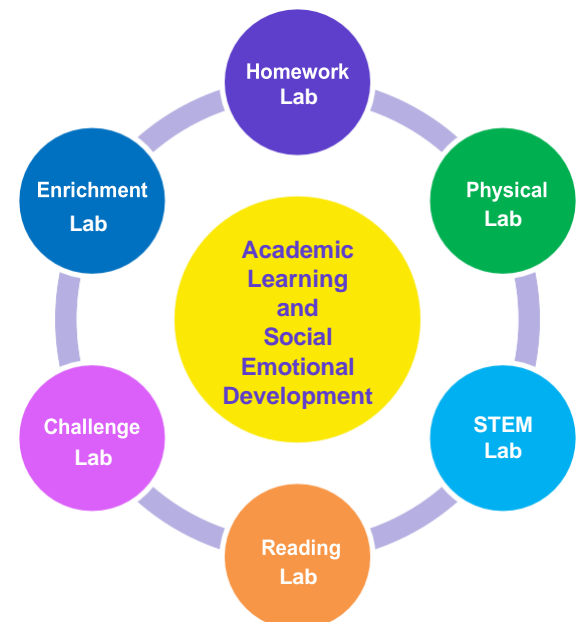 Homework
Lab
Physical
Lab
STEM
Lab
Reading
Lab
Challenge
Lab
Enrichment
Lab
Academic
Learning
and
Social
Emotional
Development